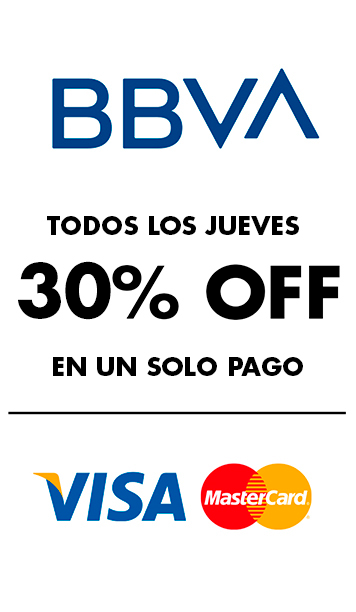 BBVA
TODOS LOS JUEVES
30% OFF
EN UN SOLO PAGO
VISA MasterCard